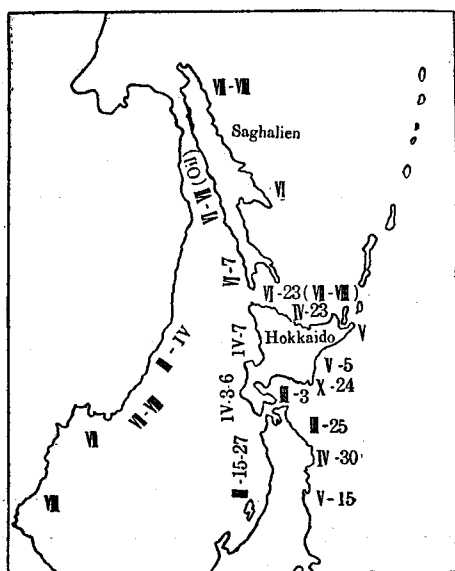 VII-VIII
Saghalien
(Oil)
VI-VII
VI
VI-7
VI-23(VII-VIII)
IV-23
IV-7
Hokkaido
V
III-IV
V-5
X-24
IV-3-6
III-3
VI-VII
III-25
VII
IV-30
III-15-27
V-15
VIII